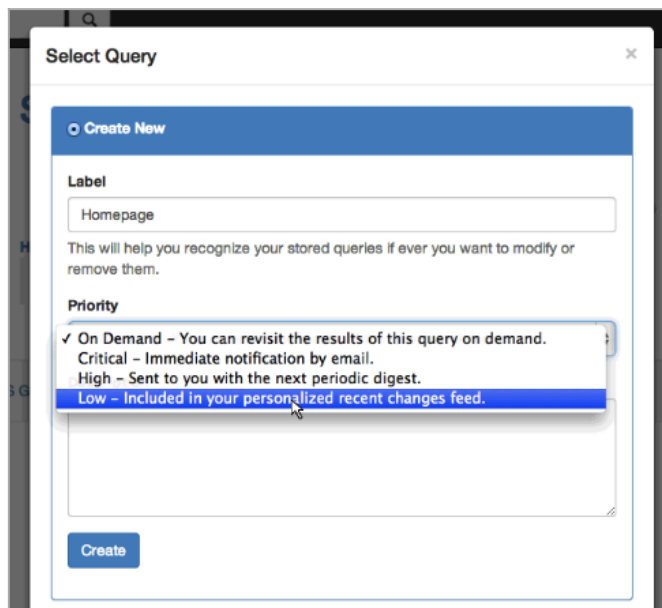 Select Query
×
Create New
Label
Homepage
This will help you recognize your stored queries if ever you want to modify or
remove them.
Priority
✓ On Demand – You can revisit the results of this query on demand.
Critical – Immediate notification by email.
High – Sent to you with the next periodic digest.
Low – Included in your personalized recent changes feed.
Create